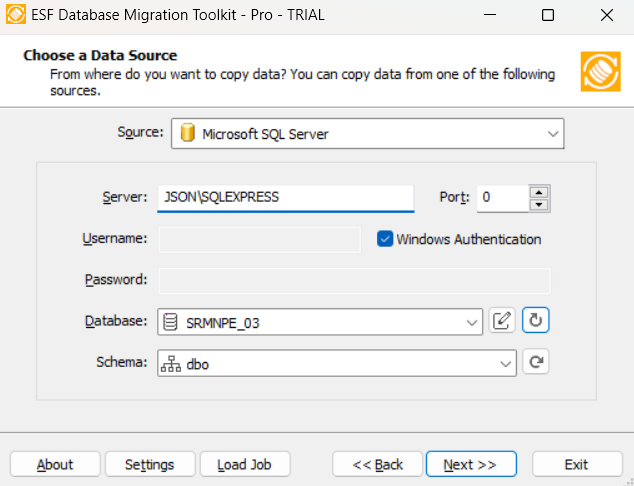 ESF Database Migration Toolkit - Pro - TRIAL
Choose a Data Source
From where do you want to copy data? You can copy data from one of the following
sources.
Source: Microsoft SQL Server
Server: JSON\SQLEXPRESS Port: 0
Username: Windows Authentication
Password:
Database: SRMNPE_03
Schema: dbo
About Settings Load Job << Back Next >> Exit